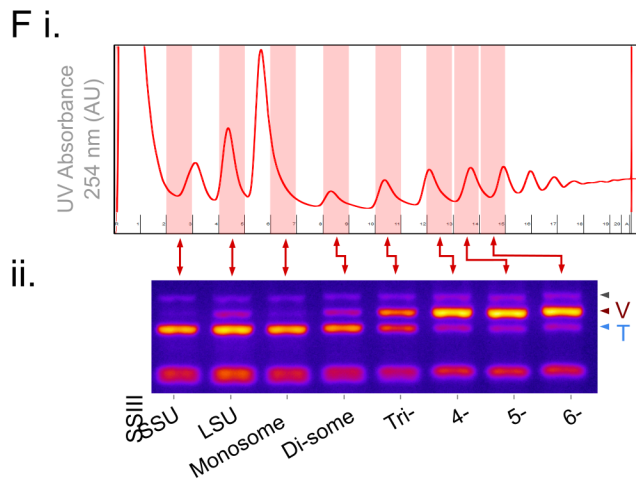 F i.
UV Absorbance
254 nm (AU)
ii.
V
T
SSIII
SSU
LSU
Monosome
Di-some
Tri-
4-
5-
6-